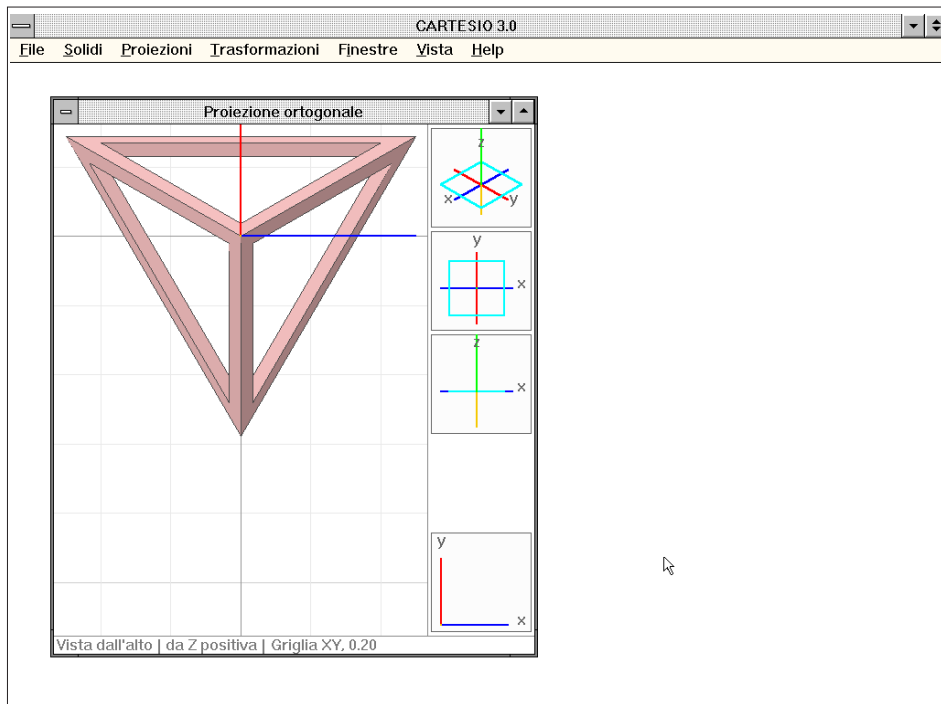 CARTESIO 3.0
File Solidi Proiezioni Trasformazioni Finestre Vista Help
Proiezione ortogonale
z
x y
y
x
z
x
y
x
Vista dall'alto | da Z positiva | Griglia XY, 0.20